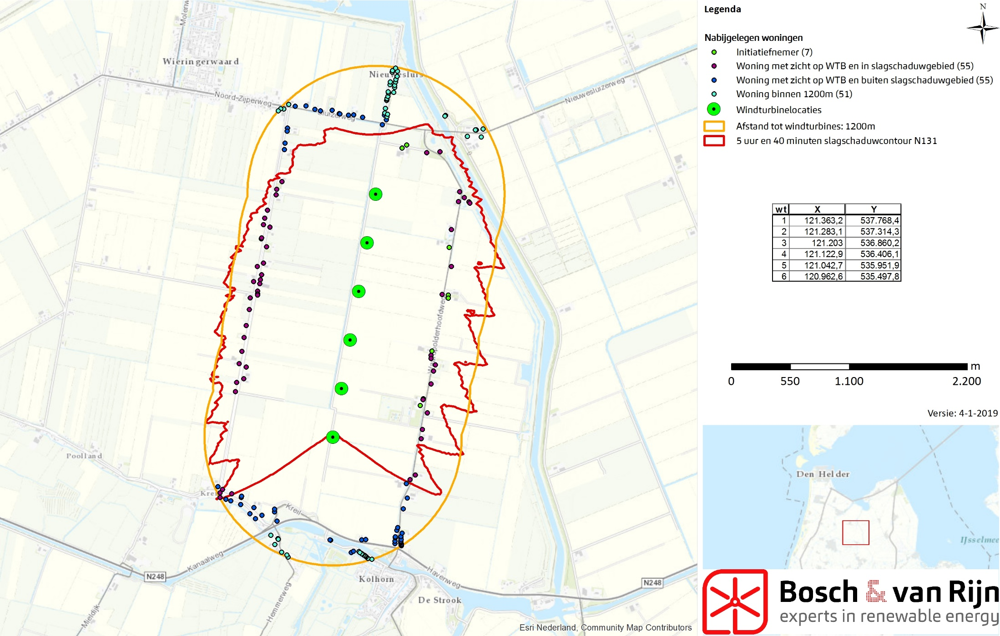 Molenw
Wieringerwaard
Nieuwesluis
Noord-Zijperweg
Sluizerweg
Nieuwesluizerweg
Waardpolderhoofdweg
Poolland
Krei
Kreil
Kanaalweg
N248
Mieldijk
Hemmerweg
Kolhorn
Havenweg
De Strook
N248
Esri Nederland, Community Map Contributors
Legenda
N
Nabijgelegen woningen
Initiatiefnemer (7)
Woning met zicht op WTB en in slagschaduwgebied (55)
Woning met zicht op WTB en buiten slagschaduwgebied (55)
Woning binnen 1200m (51)
Windturbinelocaties
Afstand tot windturbines: 1200m
5 uur en 40 minuten slagschaduwcontour N131
wt X Y
1 121.363,2 537.768,4
2 121.283,1 537.314,3
3 121.203 536.860,2
4 121.122,9 536.406,1
5 121.042,7 535.951,9
6 120.962,6 535.497,8
m
0 550 1.100 2.200
Versie: 4-1-2019
Den Helder
IJsselmee
Bosch & van Rijn
experts in renewable energy